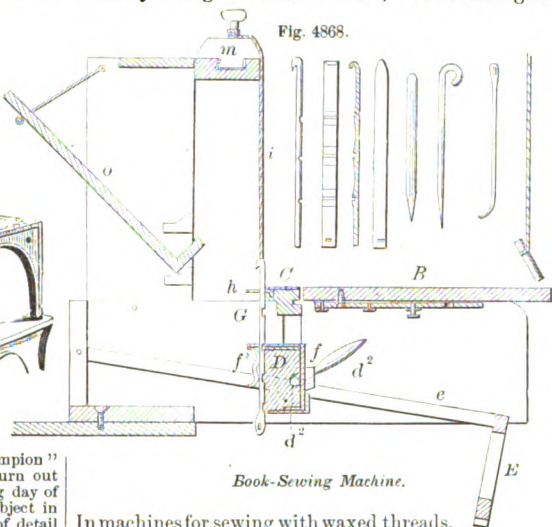 Fig. 4868.
m
o
i
h
C
B
G
f'
D
f
d²
e
d²
E
Book-Sewing Machine.
mpion"
urn out
g day of
bject in
of detail
In machines for sewing with waxed threads,